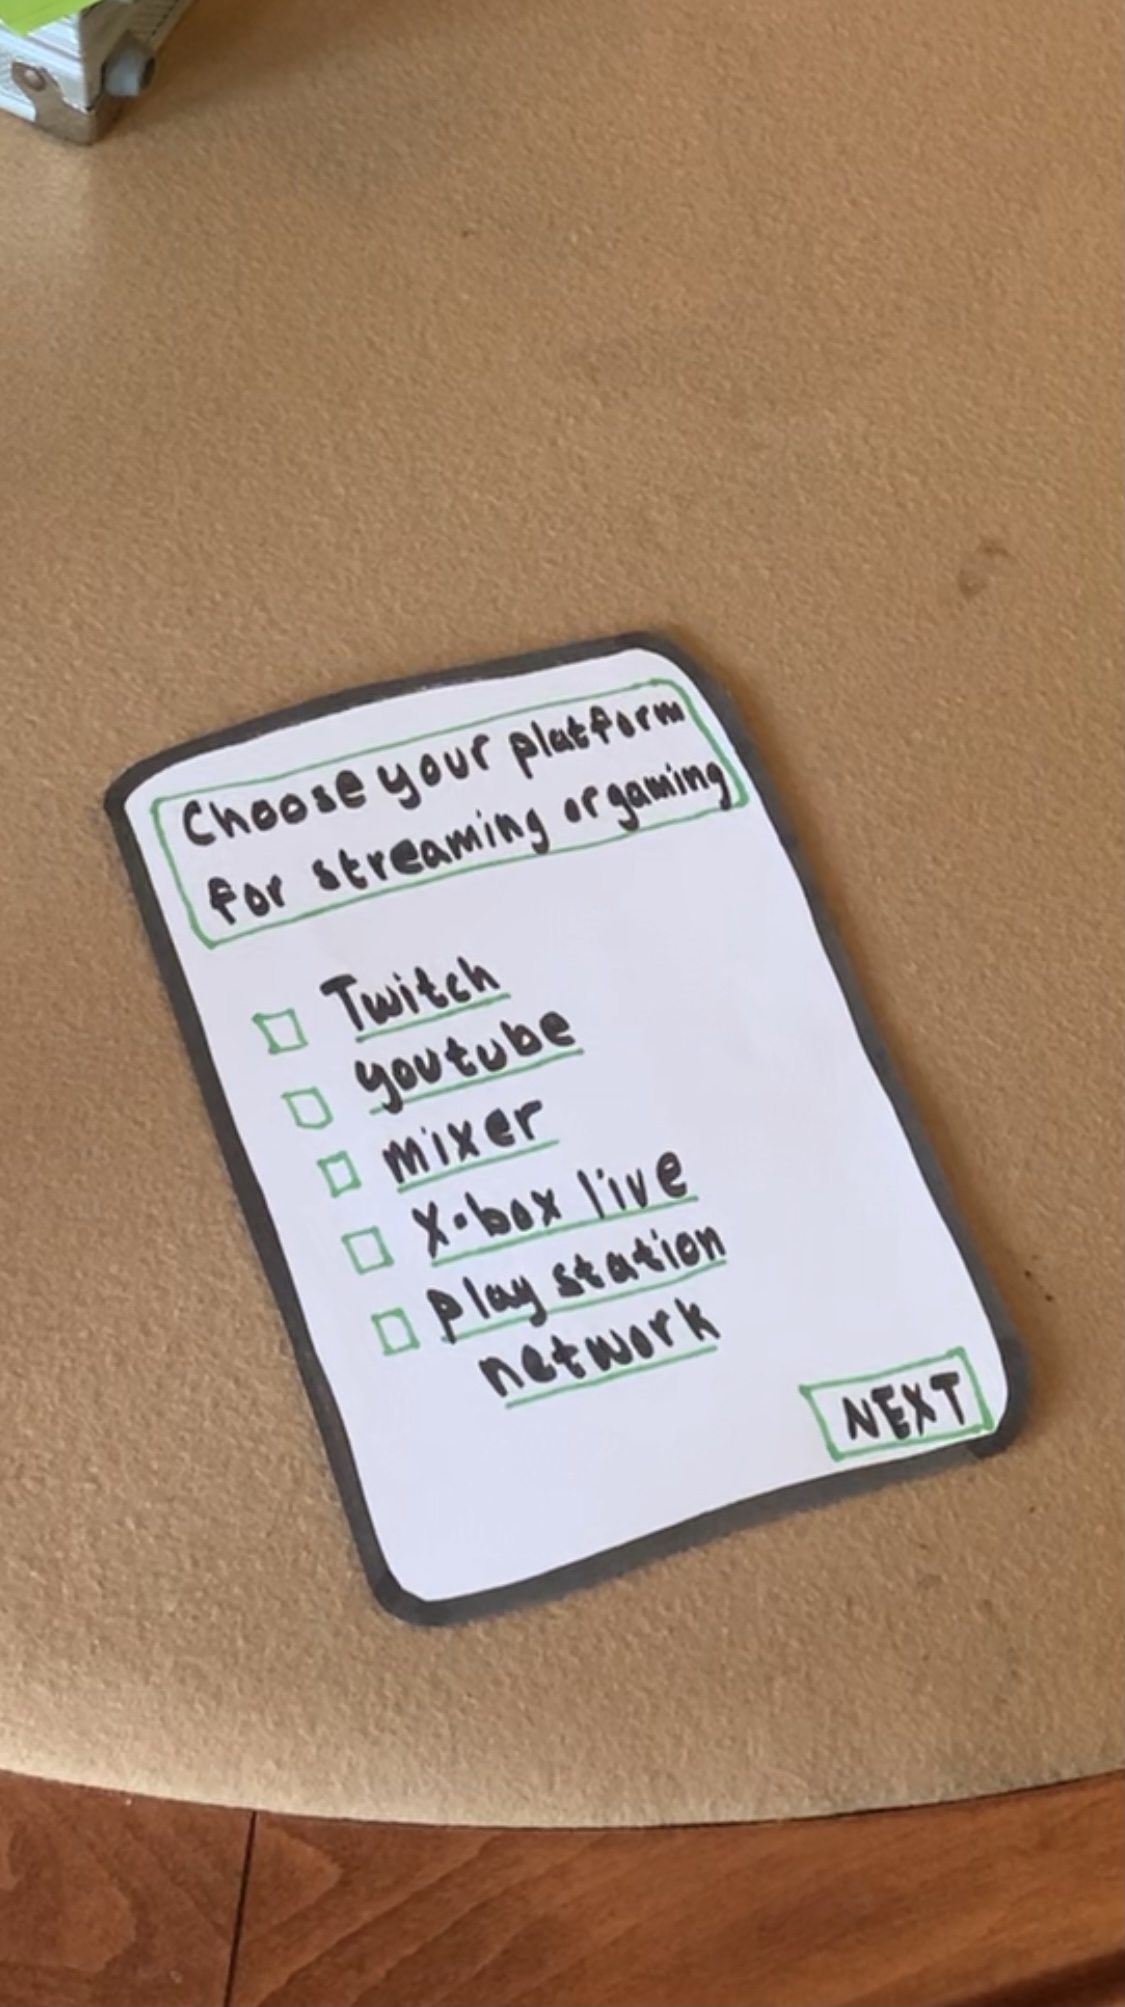 Choose your platform
for streaming or gaming
Twitch
youtube
mixer
X-box live
play station
network
NEXT